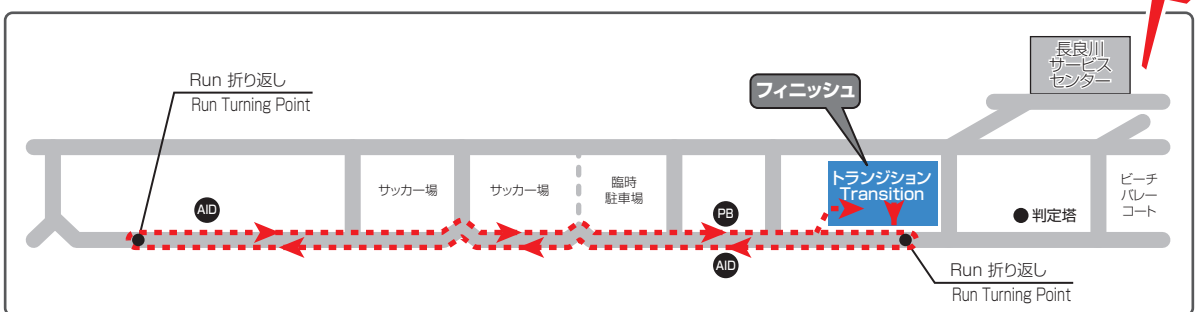 長良川
サービス
センター
Run 折り返し
Run Turning Point
フィニッシュ
サッカー場
サッカー場
臨時
駐車場
トランジション
Transition
ビーチ
バレー
コート
AID
PB
判定塔
AID
Run 折り返し
Run Turning Point